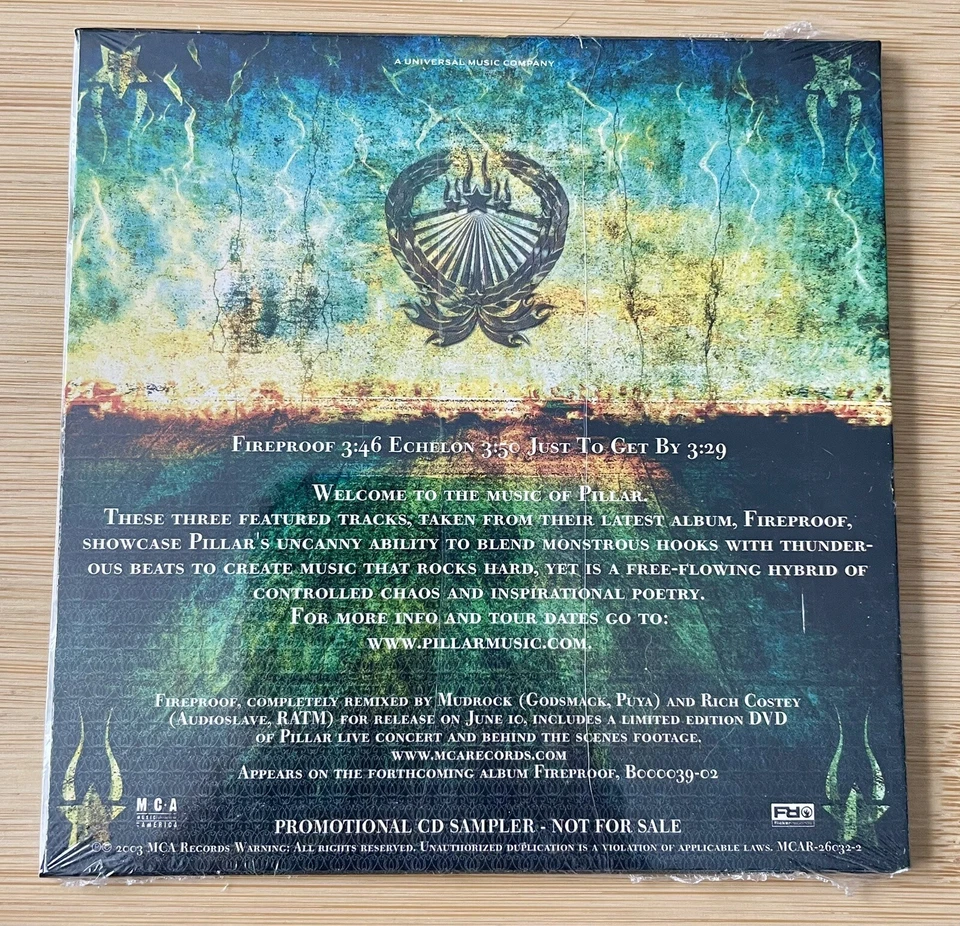 A UNIVERSAL MUSIC COMPANY
FIREPROOF 3:46 ECHELON 3:50 JUST TO GET BY 3:29
WELCOME TO THE MUSIC OF PILLAR.
THESE THREE FEATURED TRACKS, TAKEN FROM THEIR LATEST ALBUM, FIREPROOF,
SHOWCASE PILLAR'S UNCANNY ABILITY TO BLEND MONSTROUS HOOKS WITH THUNDER-
OUS BEATS TO CREATE MUSIC THAT ROCKS HARD, YET IS A FREE-FLOWING HYBRID OF
CONTROLLED CHAOS AND INSPIRATIONAL POETRY.
FOR MORE INFO AND TOUR DATES GO TO:
WWW.PILLARMUSIC.COM.
FIREPROOF, COMPLETELY REMIXED BY MUDROCK (GODSMACK, PUYA) AND RICH COSTEY
(AUDIOSLAVE, RATM) FOR RELEASE ON JUNE 10, INCLUDES A LIMITED EDITION DVD
OF PILLAR LIVE CONCERT AND BEHIND THE SCENES FOOTAGE.
WWW.MCARECORDS.COM
APPEARS ON THE FORTHCOMING ALBUM FIREPROOF, B0000039-02
MCA
MUSIC
AMERICA
flicker records
PROMOTIONAL CD SAMPLER - NOT FOR SALE
℗© 2003 MCA RECORDS WARNING: ALL RIGHTS RESERVED. UNAUTHORIZED DUPLICATION IS A VIOLATION OF APPLICABLE LAWS. MCAR-26032-2